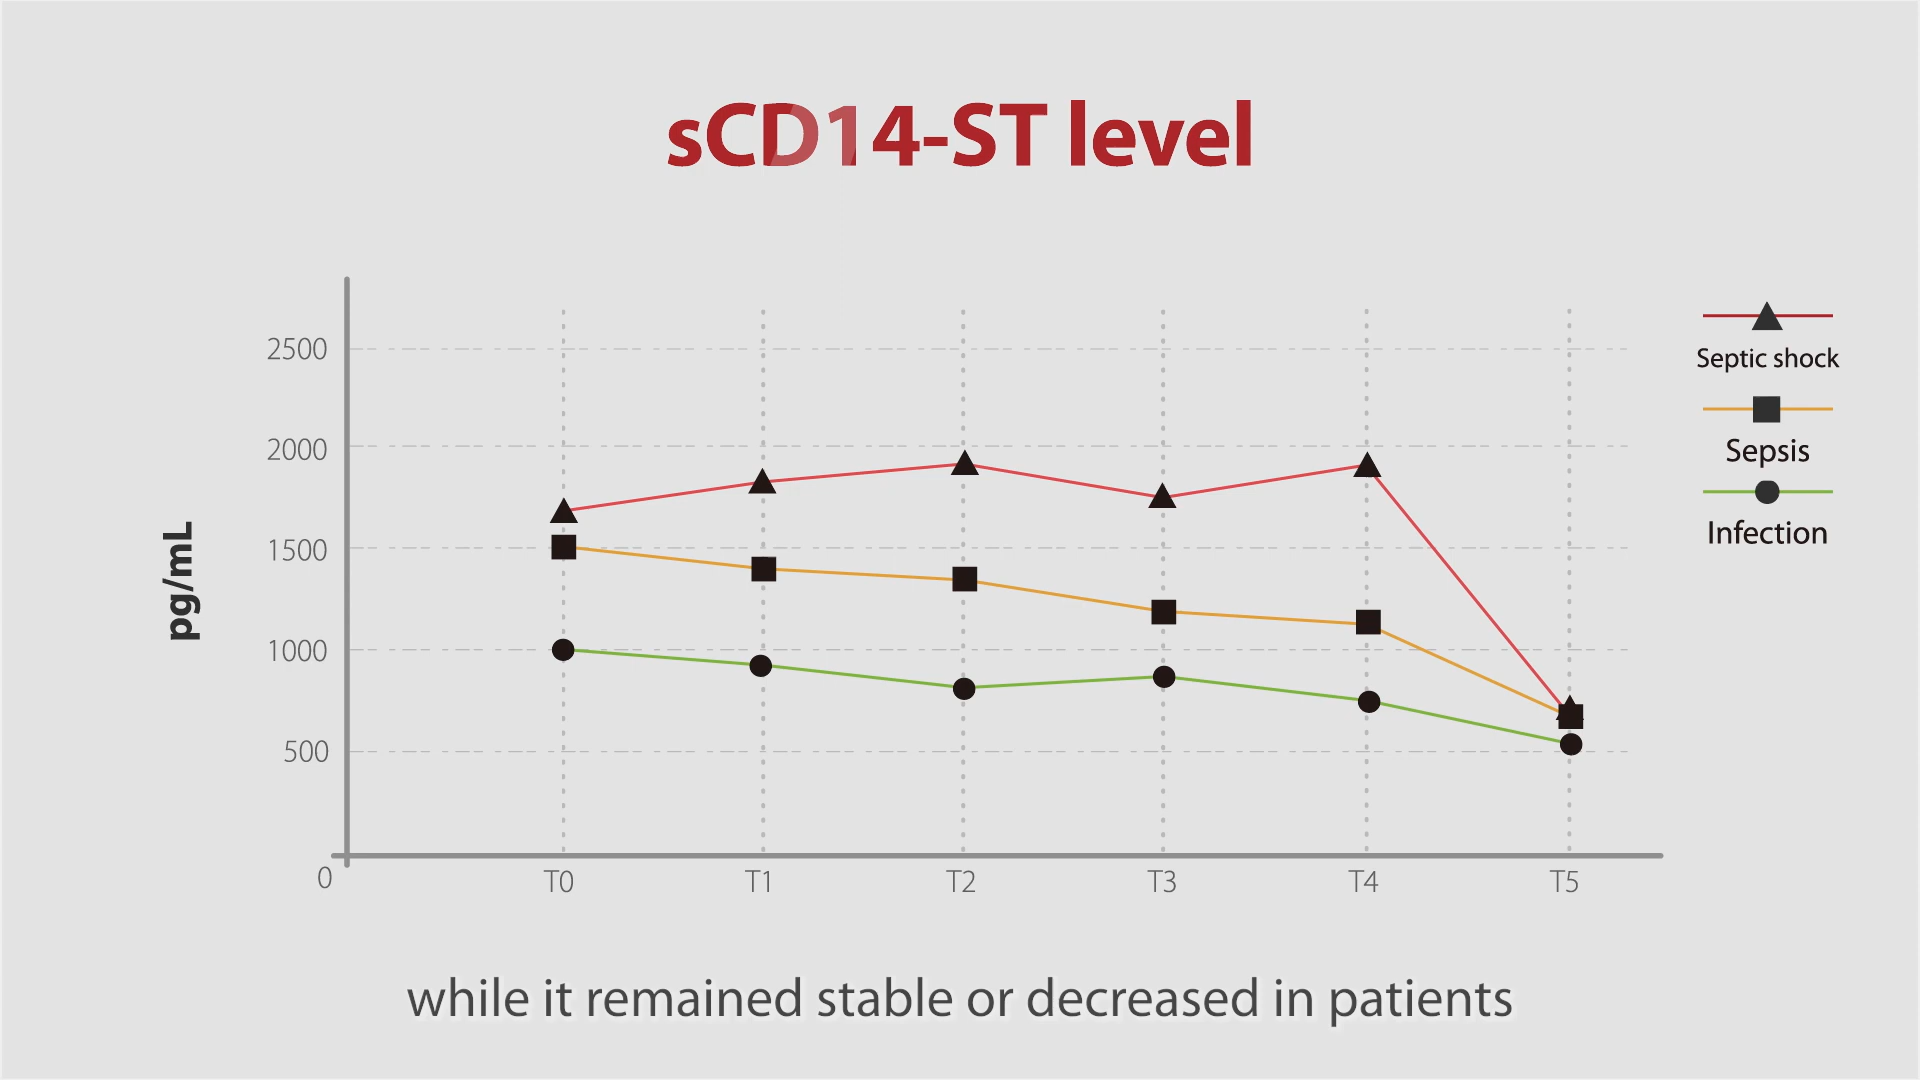 sCD14-ST level
pg/mL
2500
2000
1500
1000
500
0
T0
T1
T2
T3
T4
T5
Septic shock
Sepsis
Infection
while it remained stable or decreased in patients